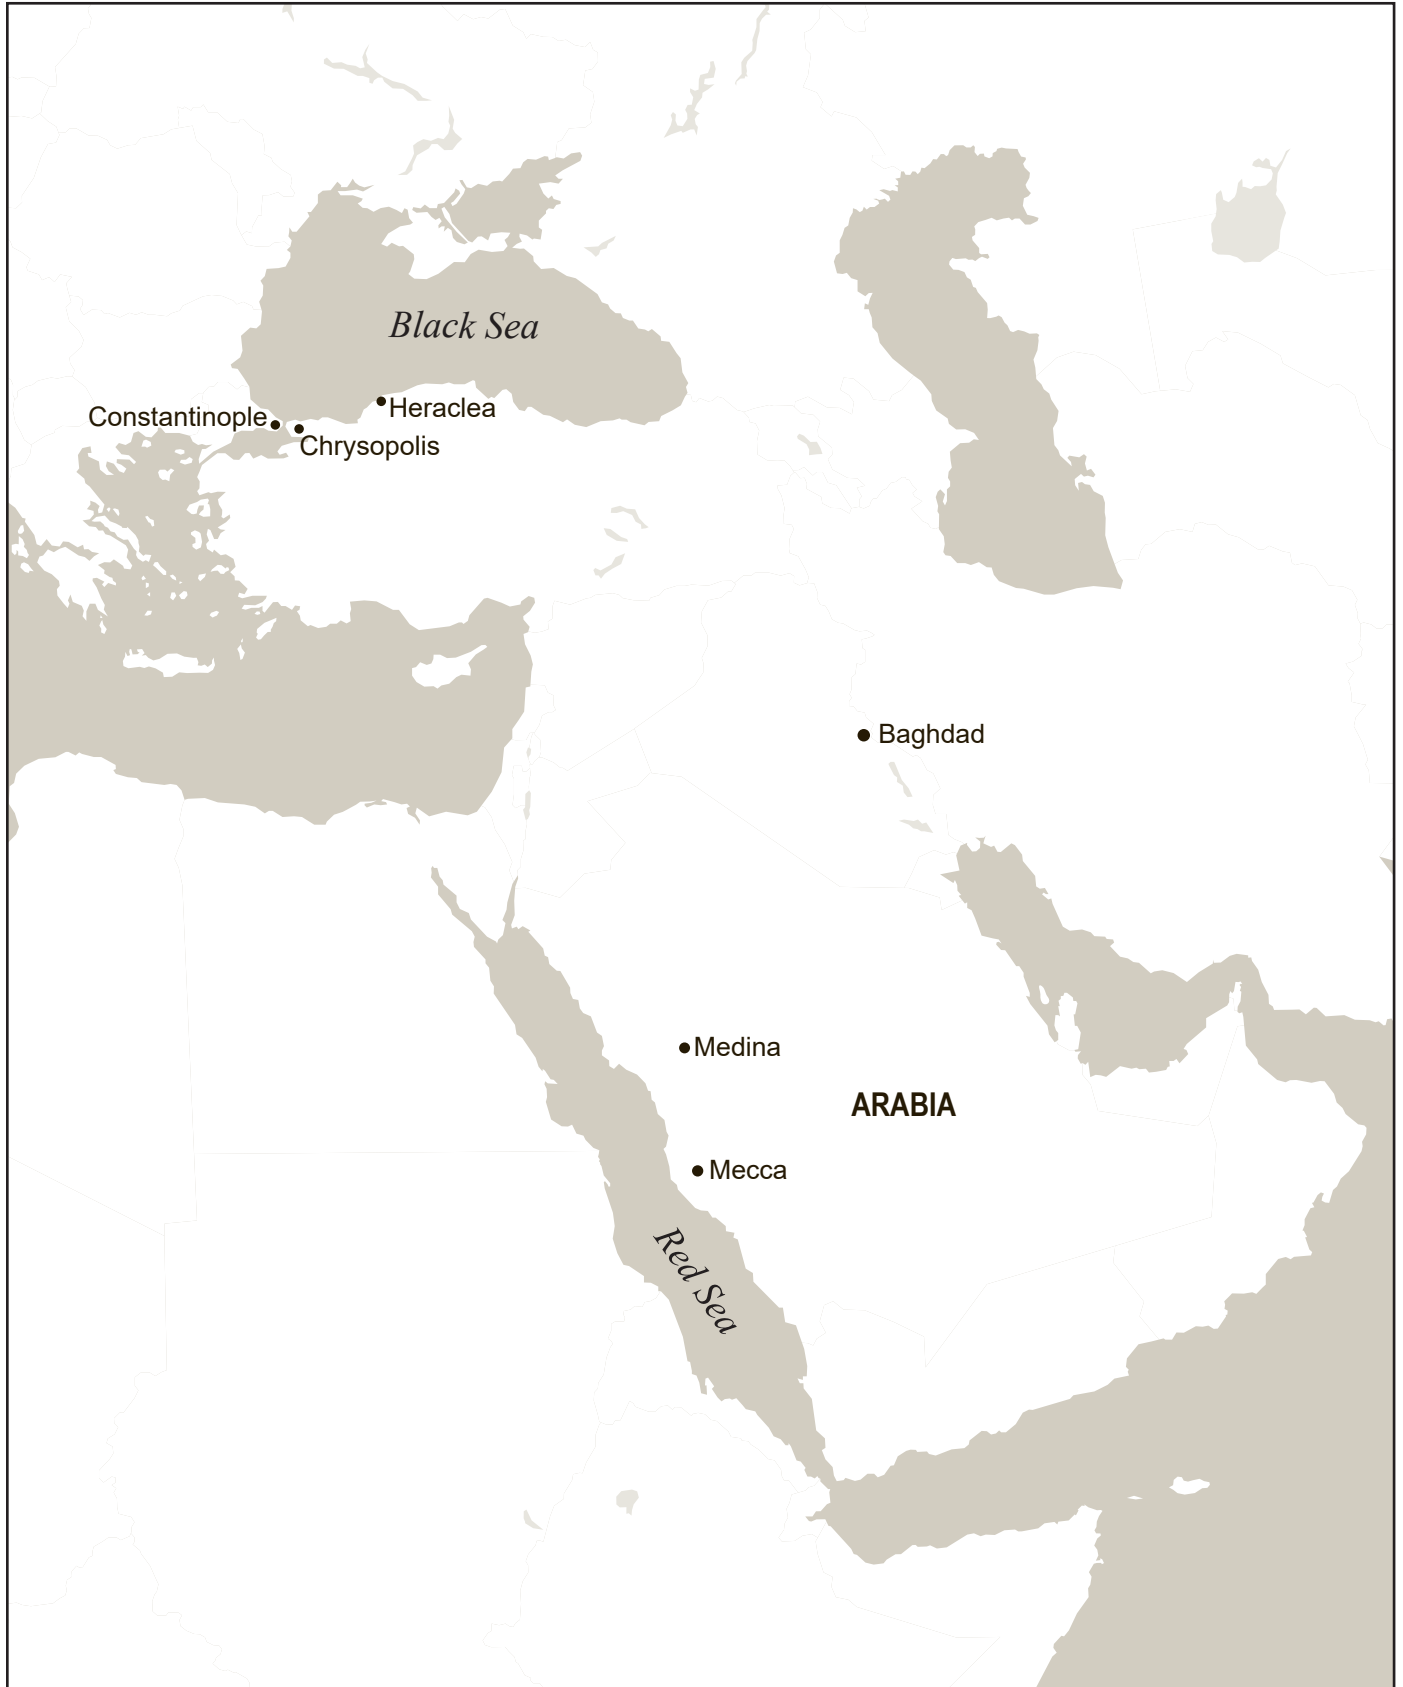 Black Sea
Heraclea
Constantinople
Chrysopolis
Baghdad
Medina
ARABIA
Mecca
Red Sea